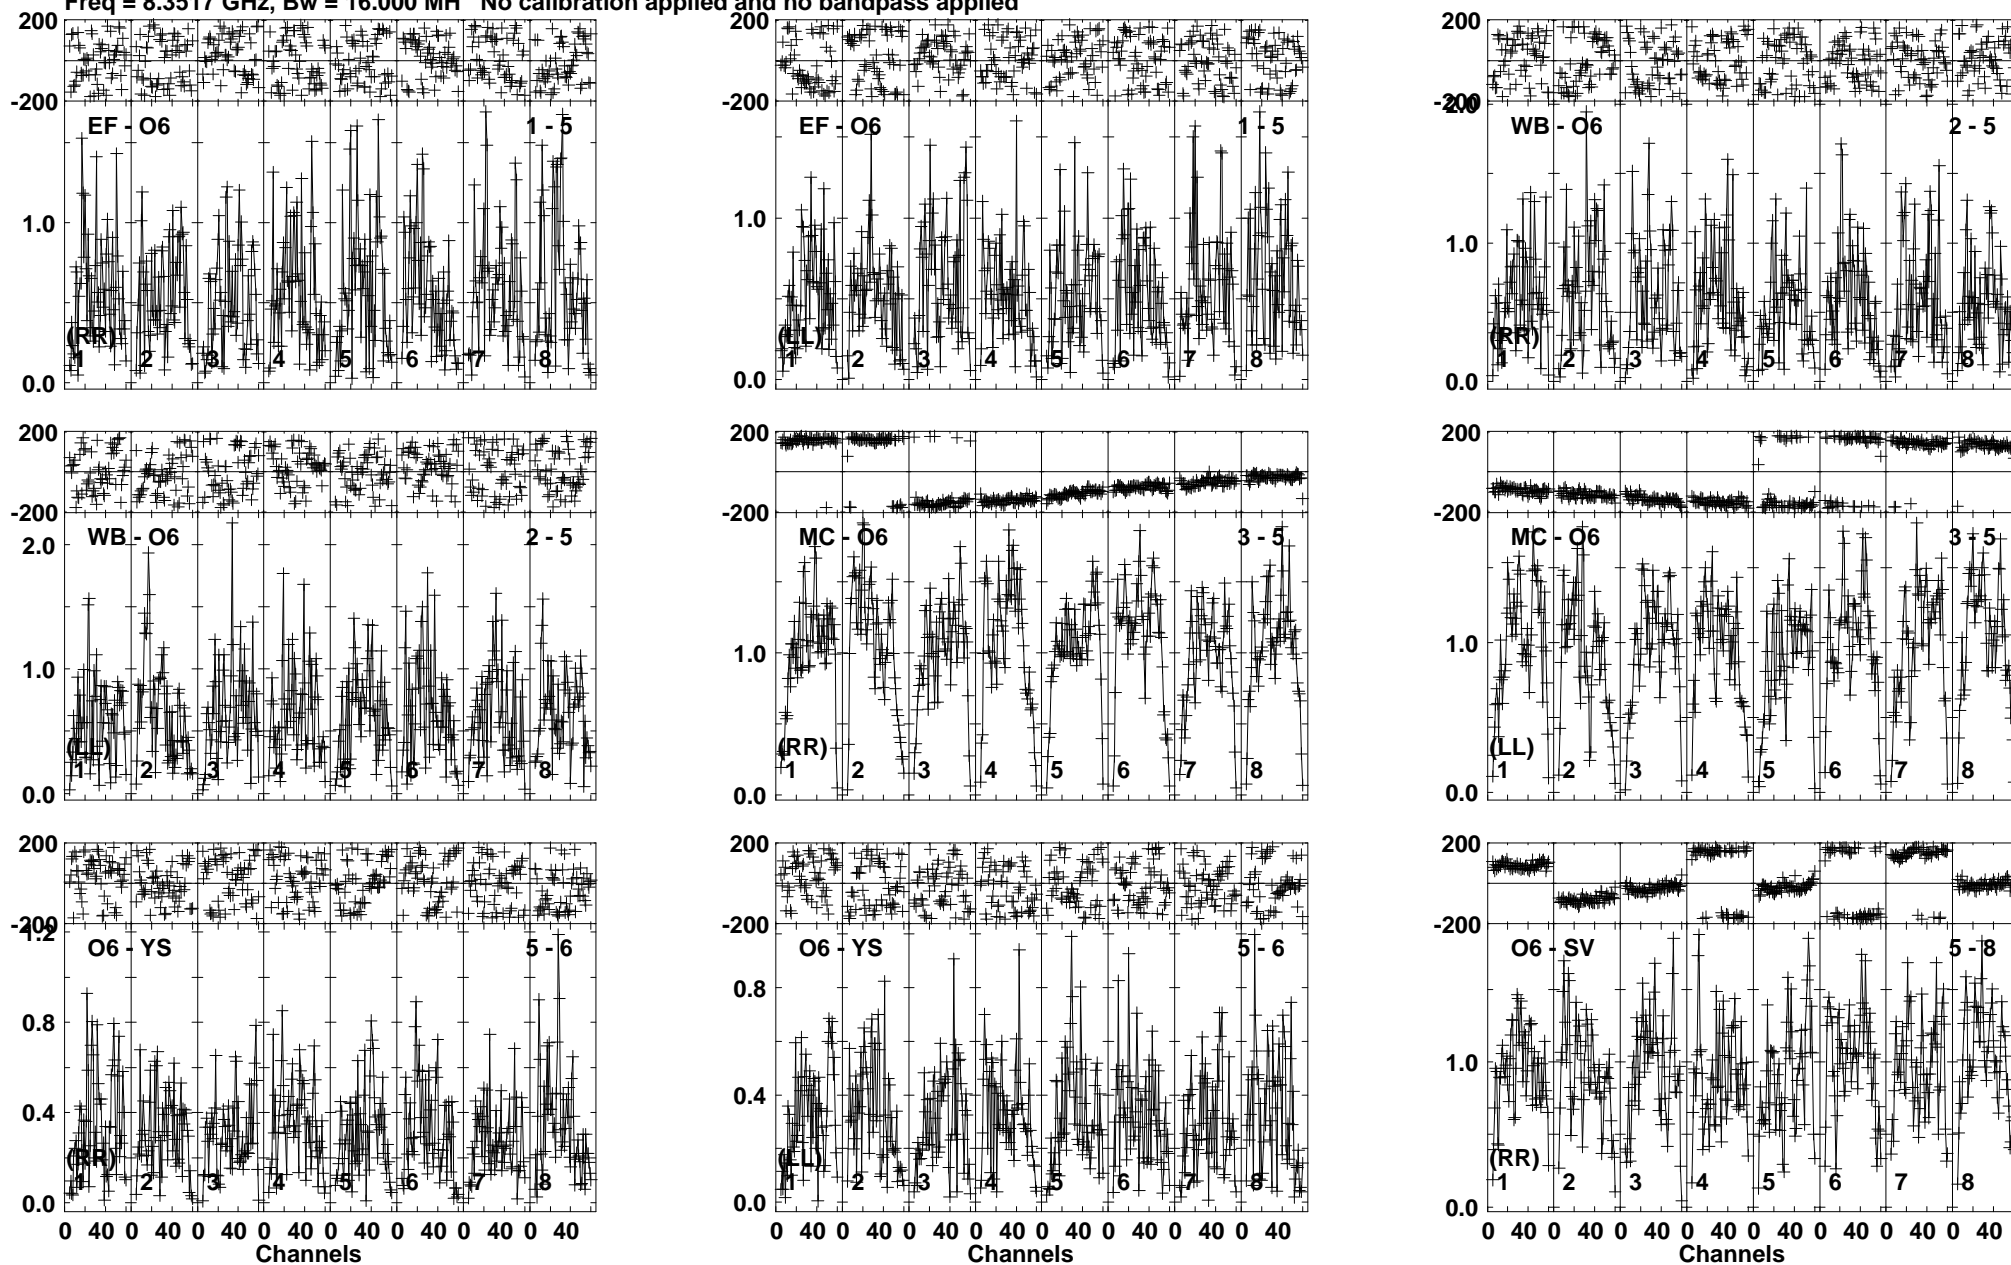 Freq = 8.3517 GHz, Bw = 16.000 MH No calibration applied and no bandpass applied
200 200 200
-200 -200 -200
2.0
EF - O6 1 - 5 EF - O6 1 - 5 WB - O6 2 - 5
1.0 1.0 1.0
(RR) (LL) (RR)
1 2 3 4 5 6 7 8 1 2 3 4 5 6 7 8 1 2 3 4 5 6 7 8
0.0 0.0 0.0
200 200 200
-200 -200 -200
WB - O6 2 - 5 MC - O6 3 - 5 MC - O6 3 - 5
2.0
1.0 1.0 1.0
(LL) (RR) (LL)
1 2 3 4 5 6 7 8 1 2 3 4 5 6 7 8 1 2 3 4 5 6 7 8
0.0 0.0 0.0
200 200 200
-200 -200 -200
1.2
O6 - YS 5 - 6 O6 - YS 5 - 6 O6 - SV 5 - 8
0.8 0.8 1.0
0.4 0.4
(RR) (LL) (RR)
1 2 3 4 5 6 7 8 1 2 3 4 5 6 7 8 1 2 3 4 5 6 7 8
0.0 0.0 0.0
0 40 0 40 0 40 0 40 0 40 0 40 0 40 0 40 0 40 0 40 0 40 0 40 0 40 0 40 0 40 0 40 0 40 0 40 0 40 0 40 0 40 0 40 0 40 0 40
Channels Channels Channels